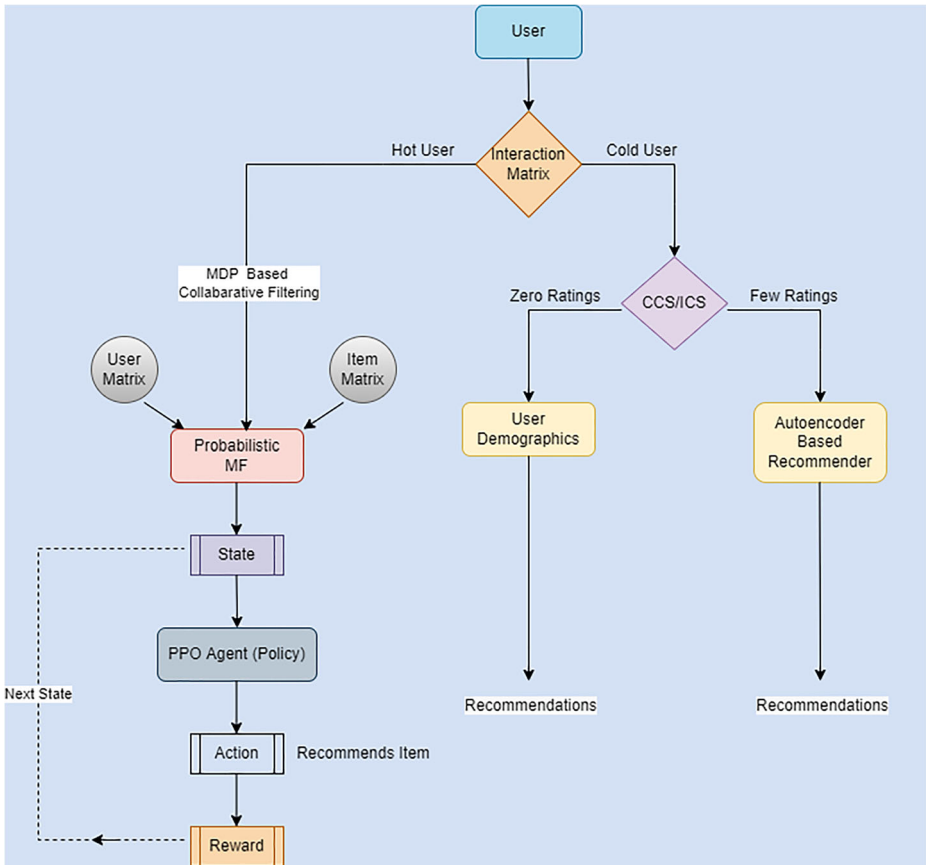 User
Interaction
Matrix
Hot User
Cold User
MDP Based
Collabarative Filtering
CCS/ICS
Zero Ratings
Few Ratings
User
Matrix
Item
Matrix
Probabilistic
MF
User
Demographics
Autoencoder
Based
Recommender
State
PPO Agent (Policy)
Next State
Recommendations
Recommendations
Action
Recommends Item
Reward